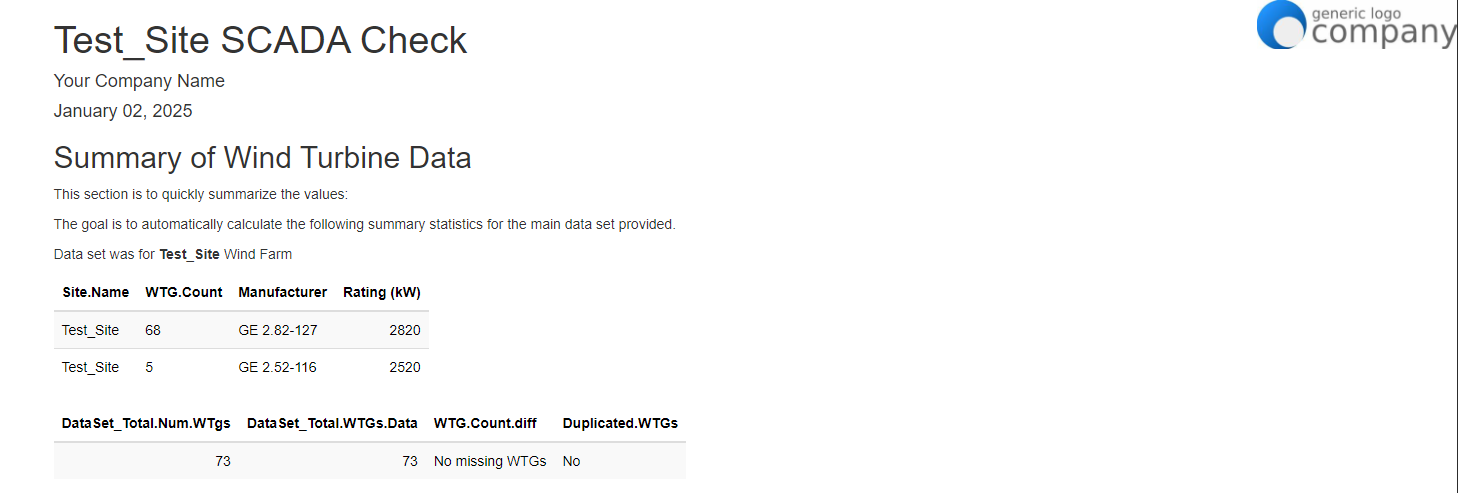 generic logo
company
Test_Site SCADA Check
Your Company Name
January 02, 2025
Summary of Wind Turbine Data
This section is to quickly summarize the values:
The goal is to automatically calculate the following summary statistics for the main data set provided.
Data set was for Test_Site Wind Farm
Site.Name WTG.Count Manufacturer Rating (kW)
Test_Site 68 GE 2.82-127 2820
Test_Site 5 GE 2.52-116 2520
DataSet_Total.Num.WTgs DataSet_Total.WTGs.Data WTG.Count.diff Duplicated.WTGs
73 73 No missing WTGs No